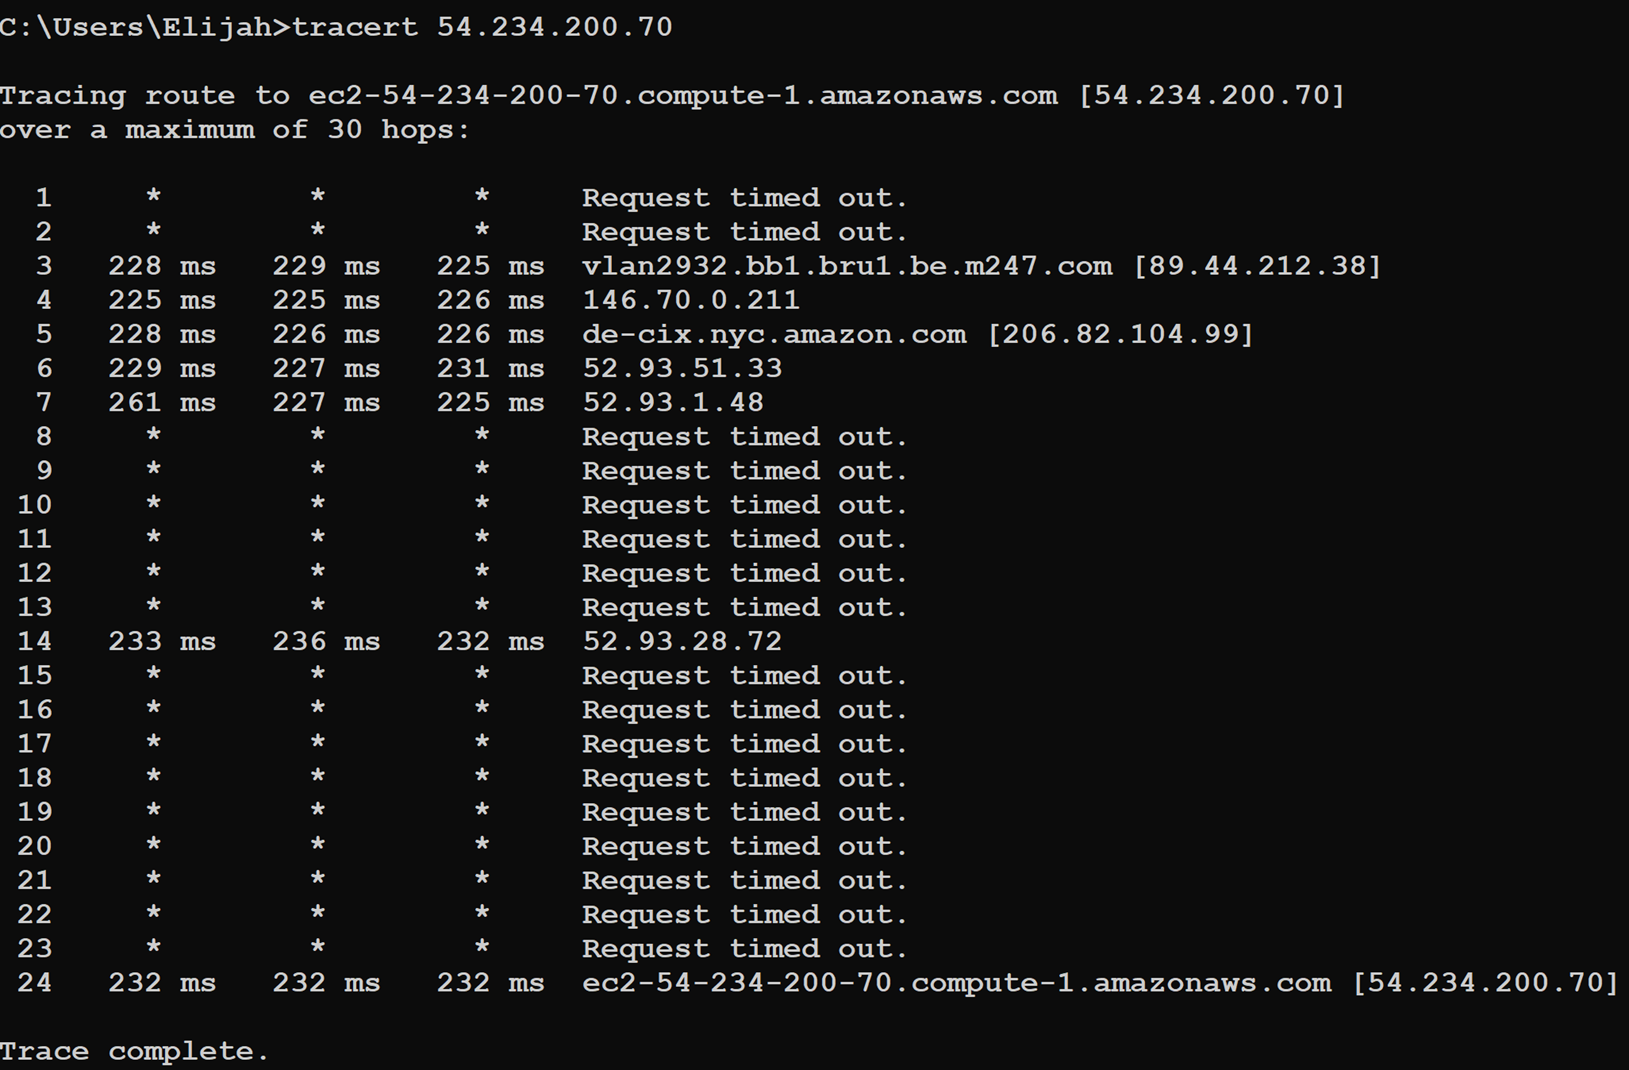 C:\Users\Elijah>tracert 54.234.200.70
Tracing route to ec2-54-234-200-70.compute-1.amazonaws.com [54.234.200.70]
over a maximum of 30 hops:
1 * * * Request timed out.
2 * * * Request timed out.
3 228 ms 229 ms 225 ms vlan2932.bb1.bru1.be.m247.com [89.44.212.38]
4 225 ms 225 ms 226 ms 146.70.0.211
5 228 ms 226 ms 226 ms de-cix.nyc.amazon.com [206.82.104.99]
6 229 ms 227 ms 231 ms 52.93.51.33
7 261 ms 227 ms 225 ms 52.93.1.48
8 * * * Request timed out.
9 * * * Request timed out.
10 * * * Request timed out.
11 * * * Request timed out.
12 * * * Request timed out.
13 * * * Request timed out.
14 233 ms 236 ms 232 ms 52.93.28.72
15 * * * Request timed out.
16 * * * Request timed out.
17 * * * Request timed out.
18 * * * Request timed out.
19 * * * Request timed out.
20 * * * Request timed out.
21 * * * Request timed out.
22 * * * Request timed out.
23 * * * Request timed out.
24 232 ms 232 ms 232 ms ec2-54-234-200-70.compute-1.amazonaws.com [54.234.200.70]
Trace complete.